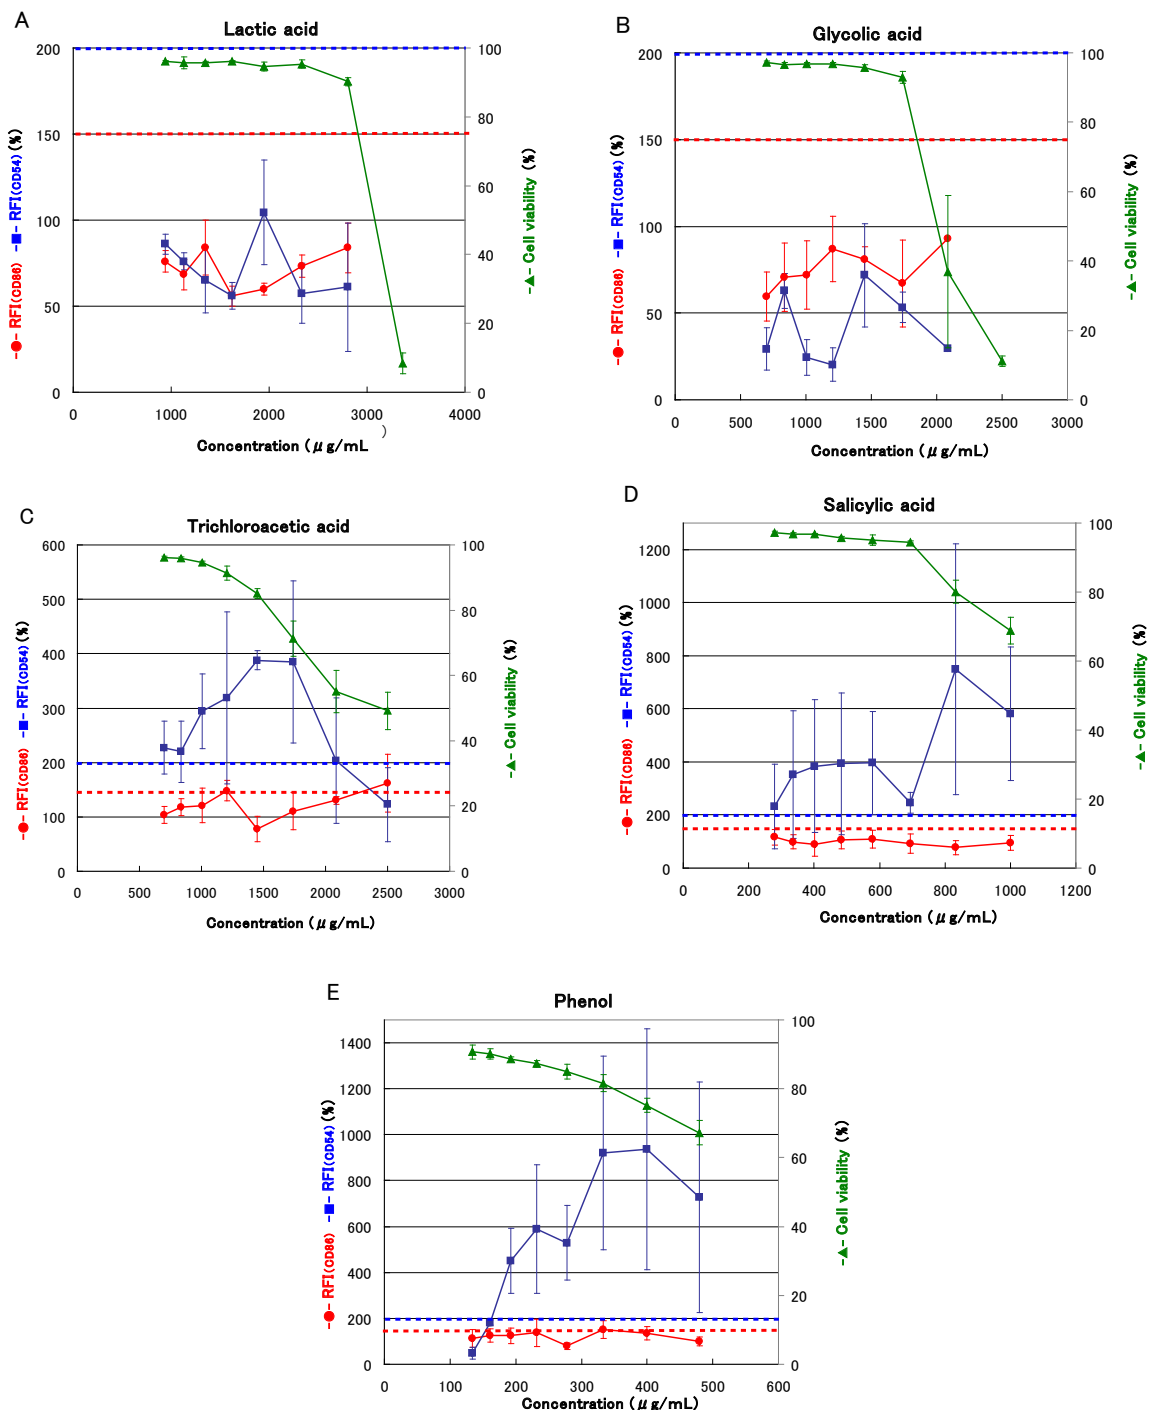 A
Lactic acid
200
150
100
50
0
100
80
60
40
20
0
0 1000 2000 3000 4000
Concentration (μg/mL
)
-●- RFI(CD86) -■- RFI(CD54) (%)
-▲- Cell viability (%)
B
Glycolic acid
200
150
100
50
0
100
80
60
40
20
0
0 500 1000 1500 2000 2500 3000
Concentration (μg/mL)
-●- RFI(CD86) -■- RFI(CD54) (%)
-▲- Cell viability (%)
C
Trichloroacetic acid
600
500
400
300
200
100
0
100
80
60
40
20
0
0 500 1000 1500 2000 2500 3000
Concentration (μg/mL)
-●- RFI(CD86) -■- RFI(CD54) (%)
-▲- Cell viability (%)
D
Salicylic acid
1200
1000
800
600
400
200
0
100
80
60
40
20
0
0 200 400 600 800 1000 1200
Concentration (μg/mL)
-●- RFI(CD86) -■- RFI(CD54) (%)
-▲- Cell viability (%)
E
Phenol
1400
1200
1000
800
600
400
200
0
100
80
60
40
20
0
0 100 200 300 400 500 600
Concentration (μg/mL)
-●- RFI(CD86) -■- RFI(CD54) (%)
-▲- Cell viability (%)